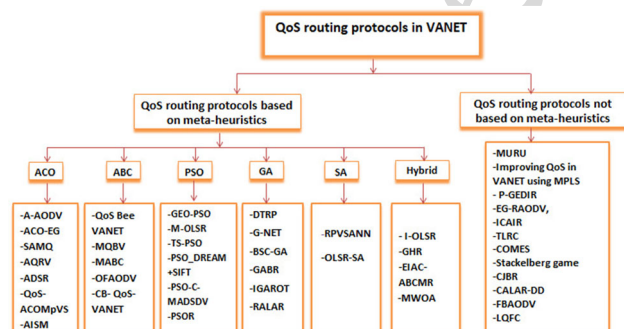 QoS routing protocols in VANET
QoS routing protocols based
on meta-heuristics
QoS routing protocols not
based on meta-heuristics
ACO
ABC
PSO
GA
SA
Hybrid
-A-AODV
-ACO-EG
-SAMQ
-AQRV
-ADSR
-QoS-
ACOMpVS
-AISM
-QoS Bee
VANET
-MQBV
-MABC
-OFAODV
-CB- QoS-
VANET
-GEO-PSO
-M-OLSR
-TS-PSO
-PSO_DREAM
+SIFT
-PSO-C-
MADSDV
-PSOR
-DTRP
-G-NET
-BSC-GA
-GABR
-IGAROT
-RALAR
-RPVSANN
-OLSR-SA
- I-OLSR
-GHR
-EIAC-
ABCMR
-MWOA
-MURU
-Improving QoS in
VANET using MPLS
- P-GEDIR
-EG-RAODV,
-ICAIR
-TLRC
-COMES
-Stackelberg game
-CJBR
-CALAR-DD
-FBAODV
-LQFC